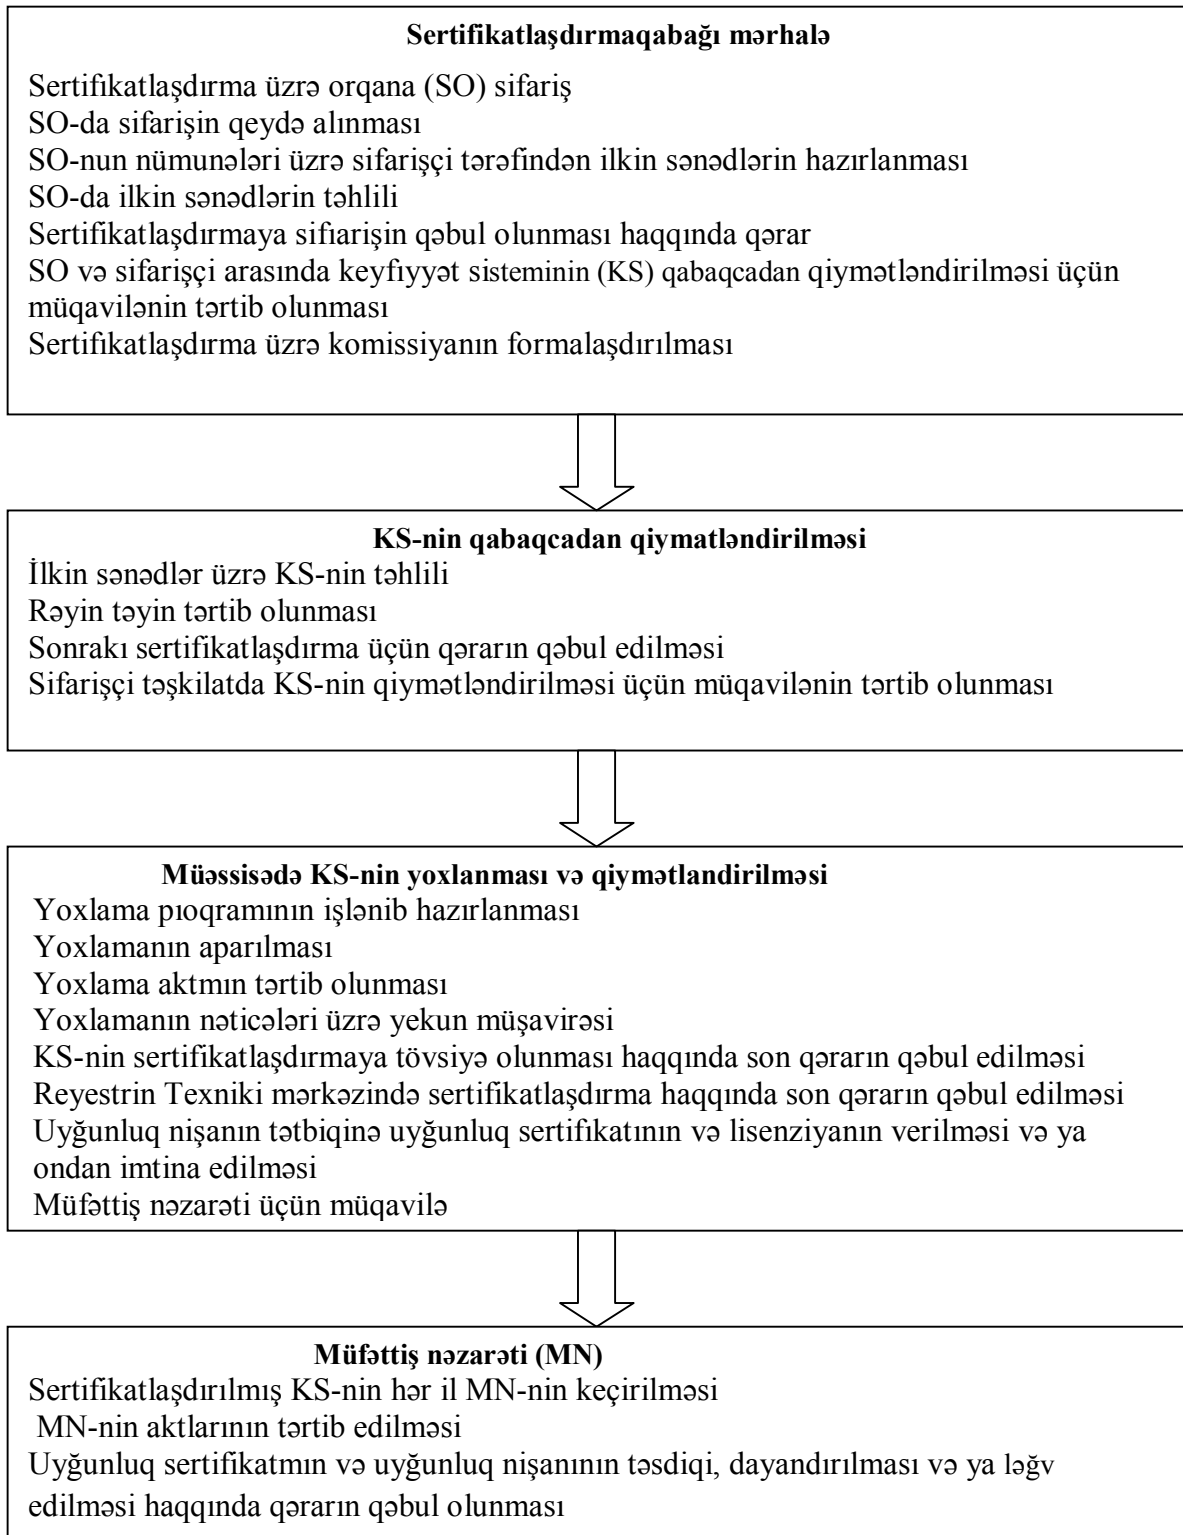 Sertifikatlaşdırmaqabağı mərhalə
Sertifikatlaşdırma üzrə orqana (SO) sifariş
SO-da sifarişin qeydə alınması
SO-nun nümunələri üzrə sifarişçi tərəfindən ilkin sənədlərin hazırlanması
SO-da ilkin sənədlərin təhlili
Sertifikatlaşdırmaya sifıarişin qəbul olunması haqqında qərar
SO və sifarişçi arasında keyfıyyət sisteminin (KS) qabaqcadan qiymətləndirilməsi üçün
müqavilənin tərtib olunması
Sertifıkatlaşdırma üzrə komissiyanın formalaşdırılması
KS-nin qabaqcadan qiymatləndirilməsi
İlkin sənədlər üzrə KS-nin təhlili
Rəyin təyin tərtib olunması
Sonrakı sertifikatlaşdırma üçün qərarın qəbul edilməsi
Sifarişçi təşkilatda KS-nin qiymətləndirilməsi üçün müqavilənin tərtib olunması
Müəssisədə KS-nin yoxlanması və qiymətlandirilməsi
Yoxlama pıoqramının işlənib hazırlanması
Yoxlamanın aparılması
Yoxlama aktmın tərtib olunması
Yoxlamanın nəticələri üzrə yekun müşavirəsi
KS-nin sertifikatlaşdırmaya tövsiyə olunması haqqında son qərarın qəbul edilməsi
Reyestrin Texniki mərkəzində sertifikatlaşdırma haqqında son qərarın qəbul edilməsi
Uyğunluq nişanın tətbiqinə uyğunluq sertifıkatının və lisenziyanın verilməsi və ya
ondan imtina edilməsi
Müfəttiş nəzarəti üçün müqavilə
Müfəttiş nəzarəti (MN)
Sertifikatlaşdırılmış KS-nin hər il MN-nin keçirilməsi
MN-nin aktlarının tərtib edilməsi
Uyğunluq sertifikatmın və uyğunluq nişanının təsdiqi, dayandırılması və ya ləğv
edilməsi haqqında qərarın qəbul olunması